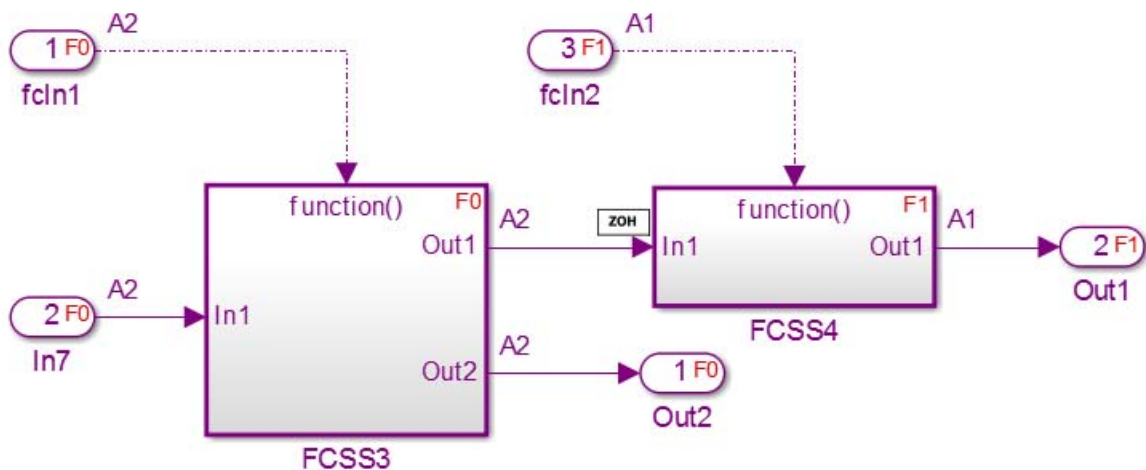 A2
1 F0
fcIn1
A1
3 F1
fcIn2
function()
F0
A2
Out1
ZOH
function()
F1
In1
Out1
A1
2 F1
Out1
FCSS4
A2
2 F0
In7
In1
A2
Out2
1 F0
Out2
FCSS3